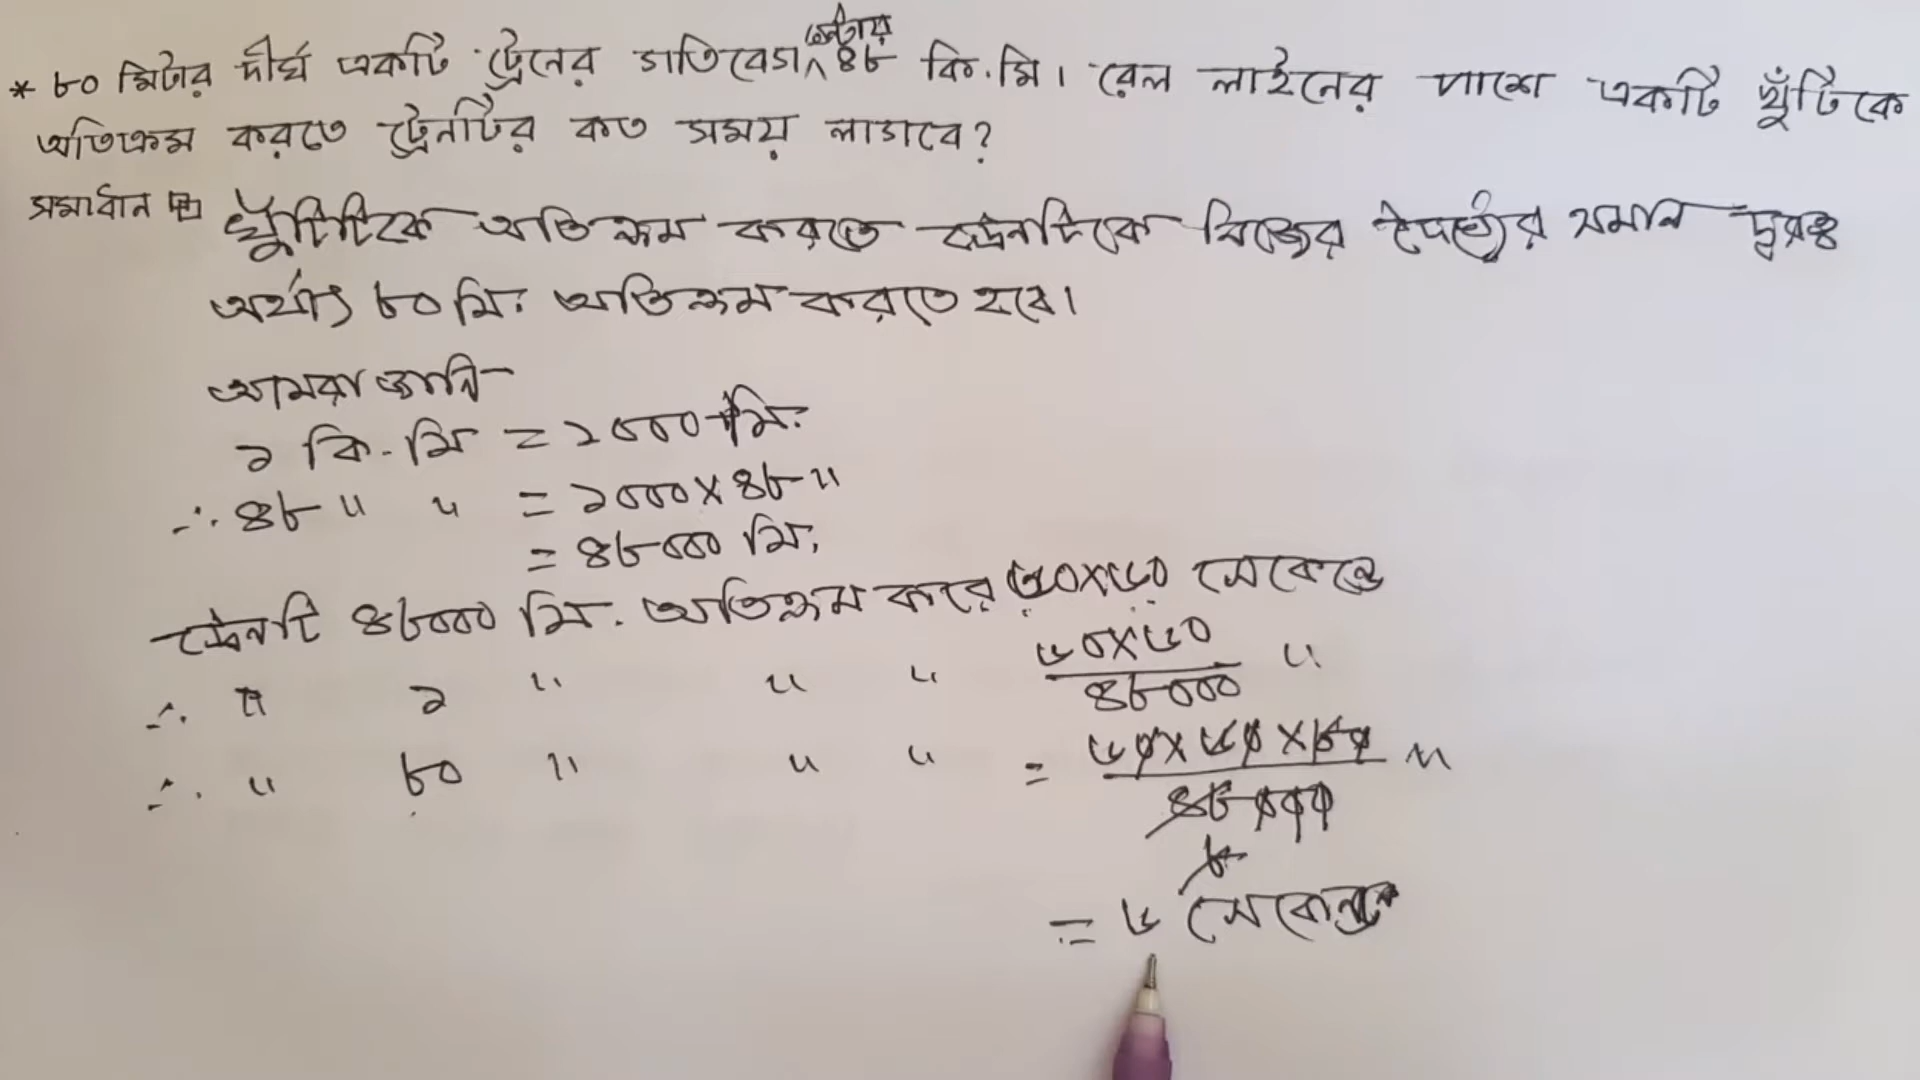 ঘন্টায়
* ৮০ মিটার দীর্ঘ একটি ট্রেনের গতিবেগ ^ ৪৮ কি.মি। রেল লাইনের পাশে একটি খুঁটিকে
অতিক্রম করতে ট্রেনটির কত সময় লাগবে?
সমাধান
খুঁটিটিকে অতিক্রম করতে ট্রেনটিকে নিজের দৈর্ঘ্যের সমান দূরত্ব
অর্থাৎ ৮০ মি. অতিক্রম করতে হবে।
আমরা জানি-
১ কি.মি = ১০০০ মি.
∴ ৪৮ " " = ১০০০×৪৮ "
= ৪৮০০০ মি.
ট্রেনটি ৪৮০০০ মি. অতিক্রম করে ৬০×৬০ সেকেন্ডে
∴ " ১ " " " ৬০×৬০/৪৮০০০ "
∴ " ৮০ " " " = ৬০×৬০×৮০/৪৮০০০ "
৮
= ৬ সেকেন্ডে